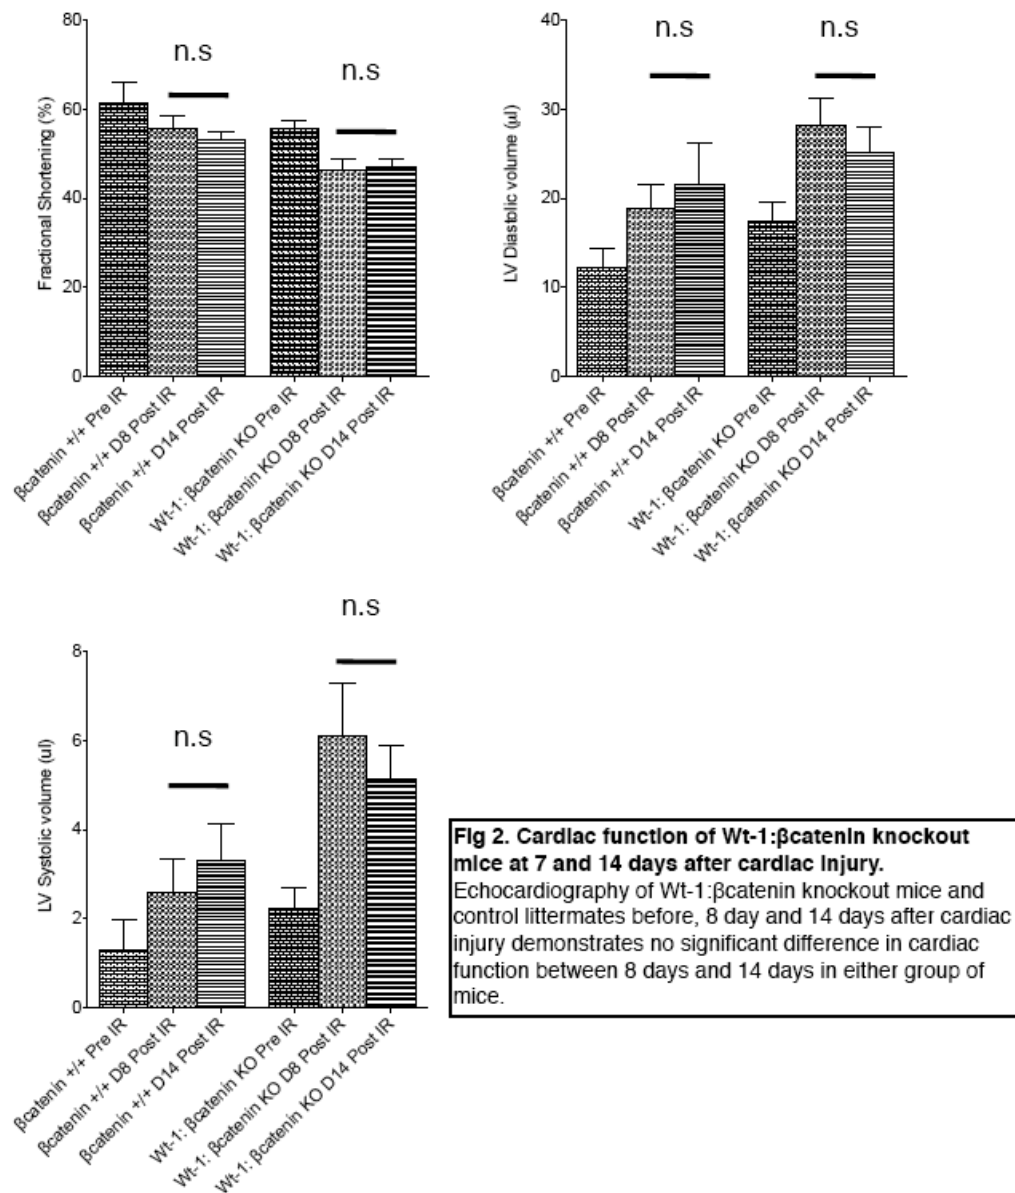 80
60
40
20
0
Fractional Shortening (%)
n.s
n.s
βcatenin +/+ Pre IR
βcatenin +/+ D8 Post IR
βcatenin +/+ D14 Post IR
Wt-1: βcatenin KO Pre IR
Wt-1: βcatenin KO D8 Post IR
Wt-1: βcatenin KO D14 Post IR
40
30
20
10
0
LV Diastolic volume (µl)
n.s
n.s
βcatenin +/+ Pre IR
βcatenin +/+ D8 Post IR
βcatenin +/+ D14 Post IR
Wt-1: βcatenin KO Pre IR
Wt-1: βcatenin KO D8 Post IR
Wt-1: βcatenin KO D14 Post IR
8
6
4
2
0
LV Systolic volume (ul)
n.s
n.s
βcatenin +/+ Pre IR
βcatenin +/+ D8 Post IR
βcatenin +/+ D14 Post IR
Wt-1: βcatenin KO Pre IR
Wt-1: βcatenin KO D8 Post IR
Wt-1: βcatenin KO D14 Post IR
Fig 2. Cardiac function of Wt-1:βcatenin knockout
mice at 7 and 14 days after cardiac injury.
Echocardiography of Wt-1:βcatenin knockout mice and
control littermates before, 8 day and 14 days after cardiac
injury demonstrates no significant difference in cardiac
function between 8 days and 14 days in either group of
mice.